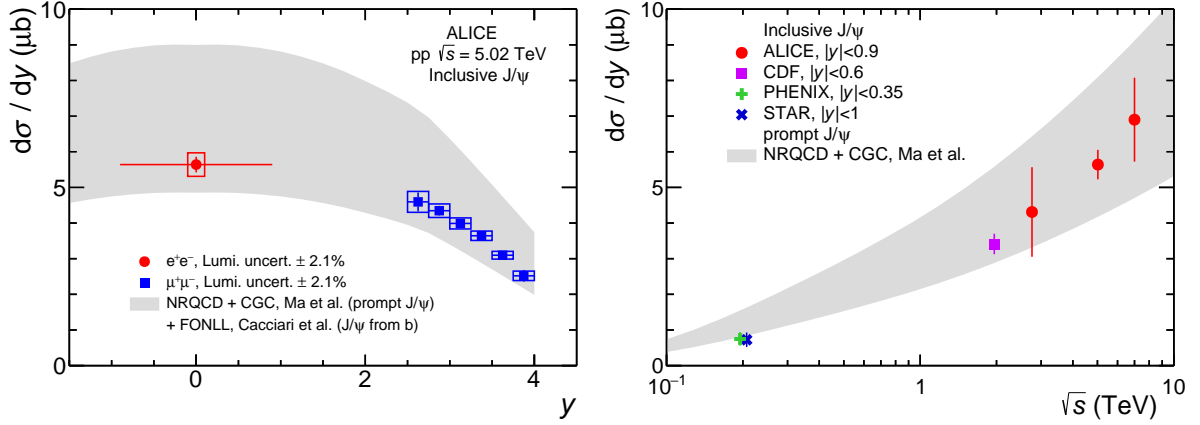 dσ / dy (μb)
10
5
0
ALICE
pp √s = 5.02 TeV
Inclusive J/ψ
e⁺e⁻, Lumi. uncert. ± 2.1%
μ⁺μ⁻, Lumi. uncert. ± 2.1%
NRQCD + CGC, Ma et al. (prompt J/ψ)
+ FONLL, Cacciari et al. (J/ψ from b)
0 2 4
y
dσ / dy (μb)
10
5
0
Inclusive J/ψ
ALICE, |y|<0.9
CDF, |y|<0.6
PHENIX, |y|<0.35
STAR, |y|<1
prompt J/ψ
NRQCD + CGC, Ma et al.
10⁻¹ 1 10
√s (TeV)